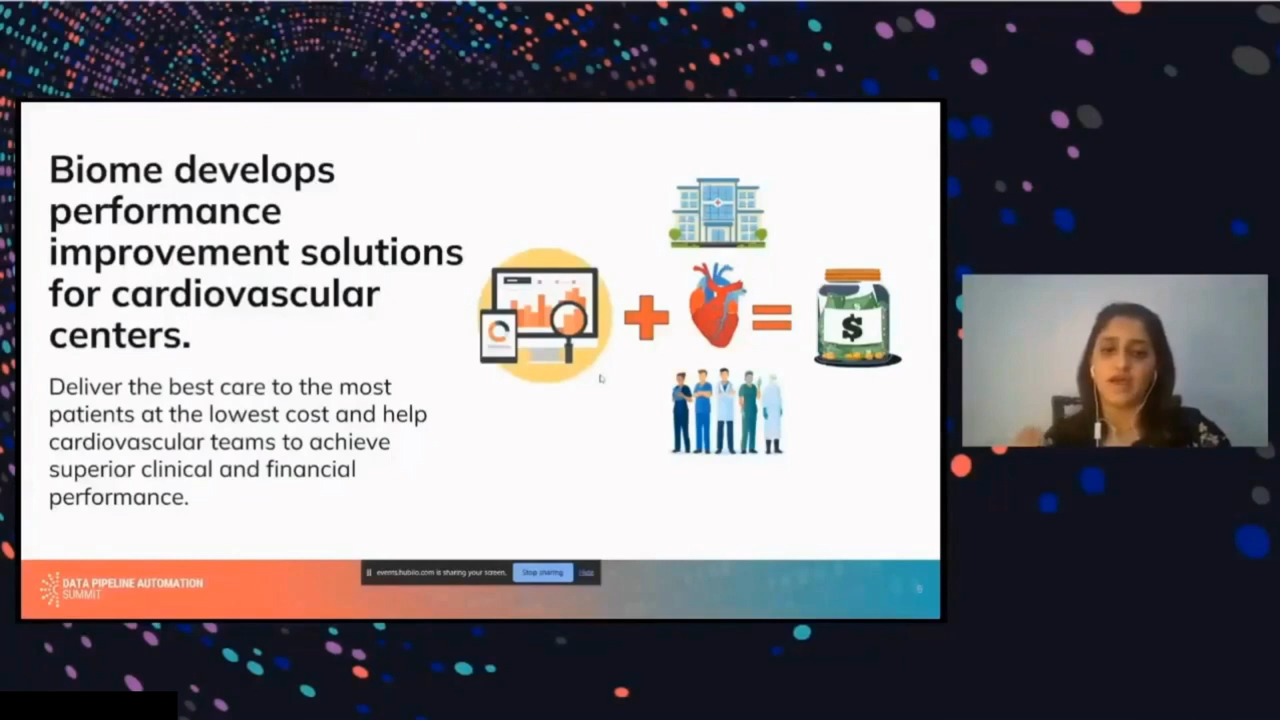 Biome develops
performance
improvement solutions
for cardiovascular
centers.
Deliver the best care to the most
patients at the lowest cost and help
cardiovascular teams to achieve
superior clinical and financial
performance.
$
events.hubilo.com is sharing your screen.
Stop sharing
Hide
DATA PIPELINE AUTOMATION
SUMMIT